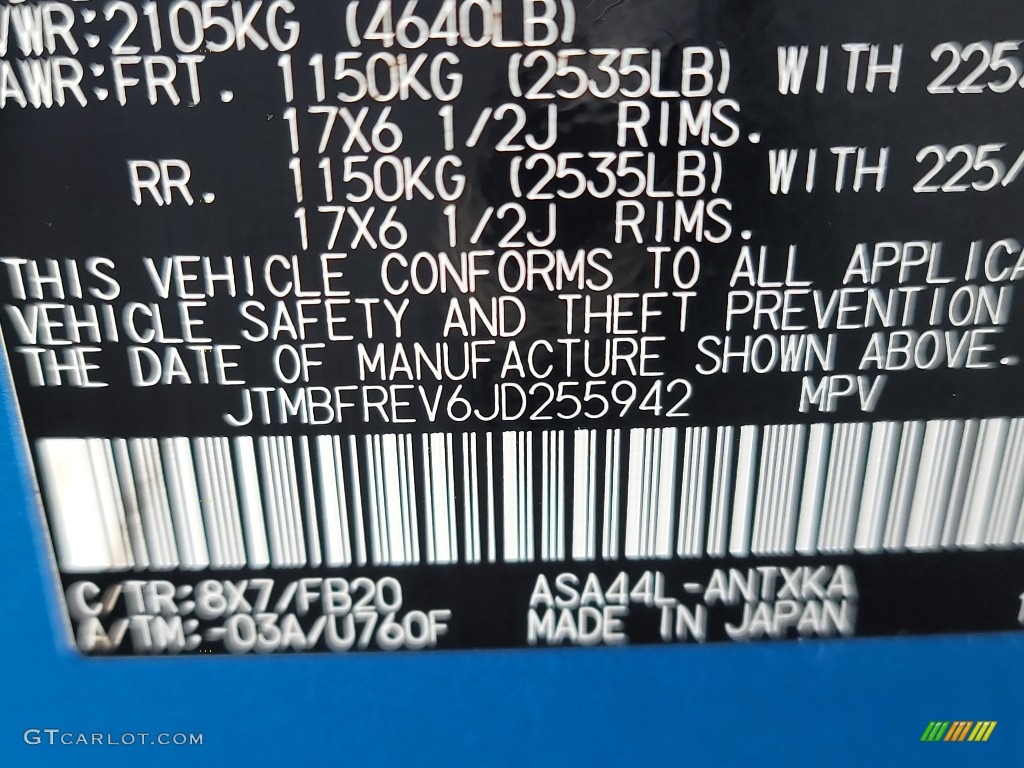 VWR:2105KG (4640LB)
AWR:FRT. 1150KG (2535LB) WITH 225
17X6 1/2J RIMS.
RR. 1150KG (2535LB) WITH 225/
17X6 1/2J RIMS.
THIS VEHICLE CONFORMS TO ALL APPLICA
VEHICLE SAFETY AND THEFT PREVENTION
THE DATE OF MANUFACTURE SHOWN ABOVE.
JTMBFREV6JD255942 MPV
C/TR:8X7/FB20 ASA44L-ANTXKA
A/TM:-03A/U760F MADE IN JAPAN
GTCARLOT.COM